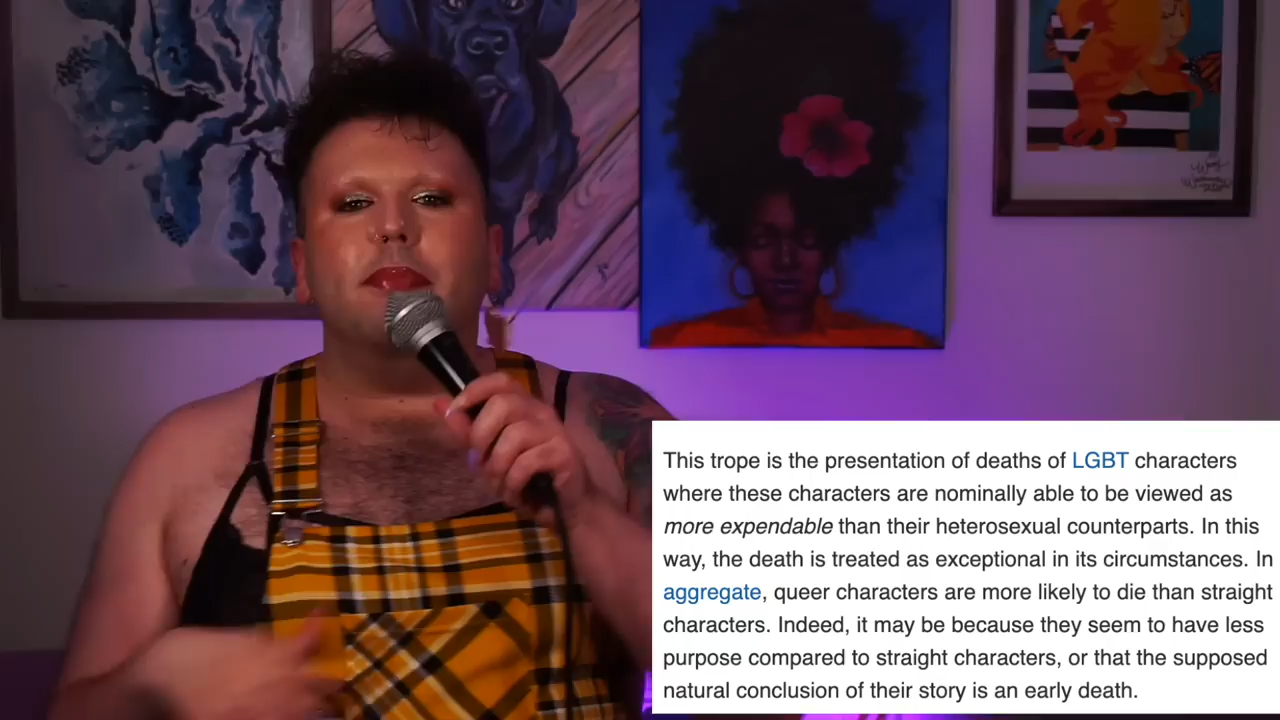 This trope is the presentation of deaths of LGBT characters
where these characters are nominally able to be viewed as
more expendable than their heterosexual counterparts. In this
way, the death is treated as exceptional in its circumstances. In
aggregate, queer characters are more likely to die than straight
characters. Indeed, it may be because they seem to have less
purpose compared to straight characters, or that the supposed
natural conclusion of their story is an early death.